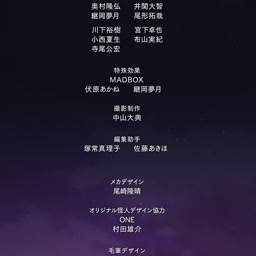 奥村隆弘 井関大智
継岡夢月 尾形拓哉
川下裕樹 宮下卓也
小西夏生 布山実紀
寺尾公宏
特殊効果
MADBOX
伏原あかね 継岡夢月
撮影制作
中山大典
編集助手
塚常真理子 佐藤あきほ
メカデザイン
尾崎隆晴
オリジナル怪人デザイン協力
ONE
村田雄介
毛筆デザイン